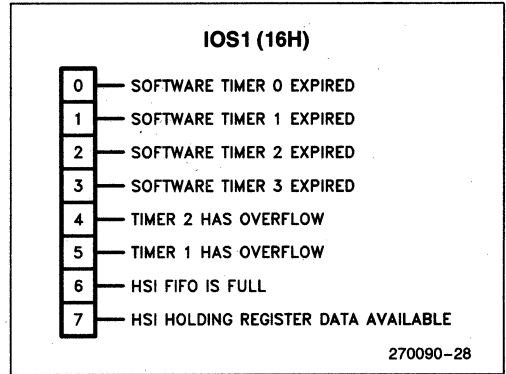 IOS1 (16H)
0 SOFTWARE TIMER 0 EXPIRED
1 SOFTWARE TIMER 1 EXPIRED
2 SOFTWARE TIMER 2 EXPIRED
3 SOFTWARE TIMER 3 EXPIRED
4 TIMER 2 HAS OVERFLOW
5 TIMER 1 HAS OVERFLOW
6 HSI FIFO IS FULL
7 HSI HOLDING REGISTER DATA AVAILABLE
270090-28